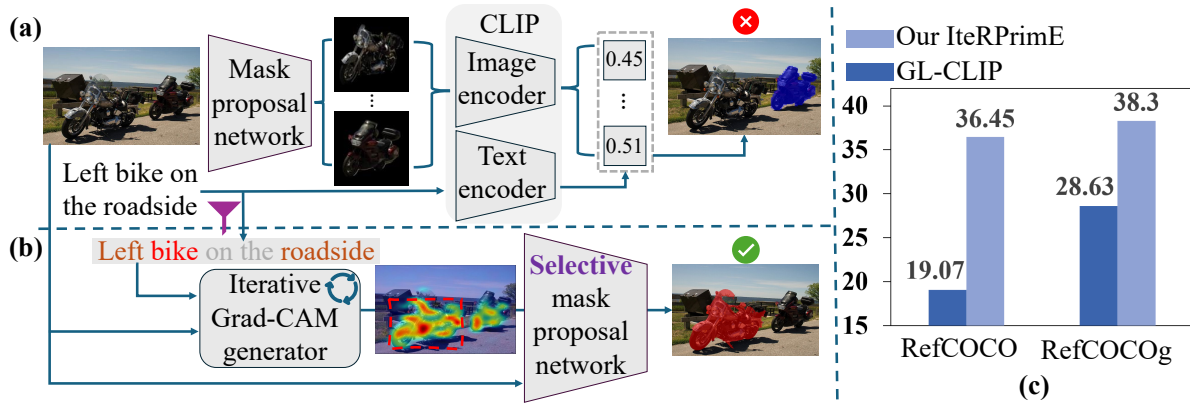 (a)
Mask
proposal
network
CLIP
Image
encoder
Text
encoder
0.45
0.51
Left bike on
the roadside
(b)
Left bike on the roadside
Iterative
Grad-CAM
generator
Selective
mask
proposal
network
Our IteRPrimE
GL-CLIP
40
35
30
25
20
15
19.07
36.45
28.63
38.3
RefCOCO
RefCOCOg
(c)